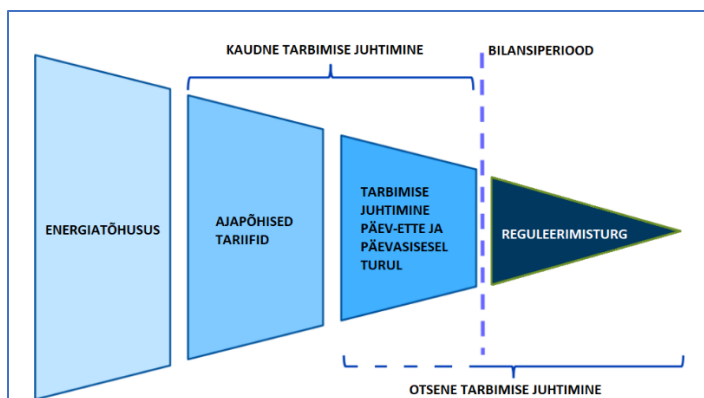 KAUDNE TARBIMISE JUHTIMINE
BILANSIPERIOOD
ENERGIATÕHUSUS
AJAPÕHISED
TARIIFID
TARBIMISE
JUHTIMINE
PÄEV-ETTE JA
PÄEVASISESEL
TURUL
REGULEERIMISTURG
OTSENE TARBIMISE JUHTIMINE